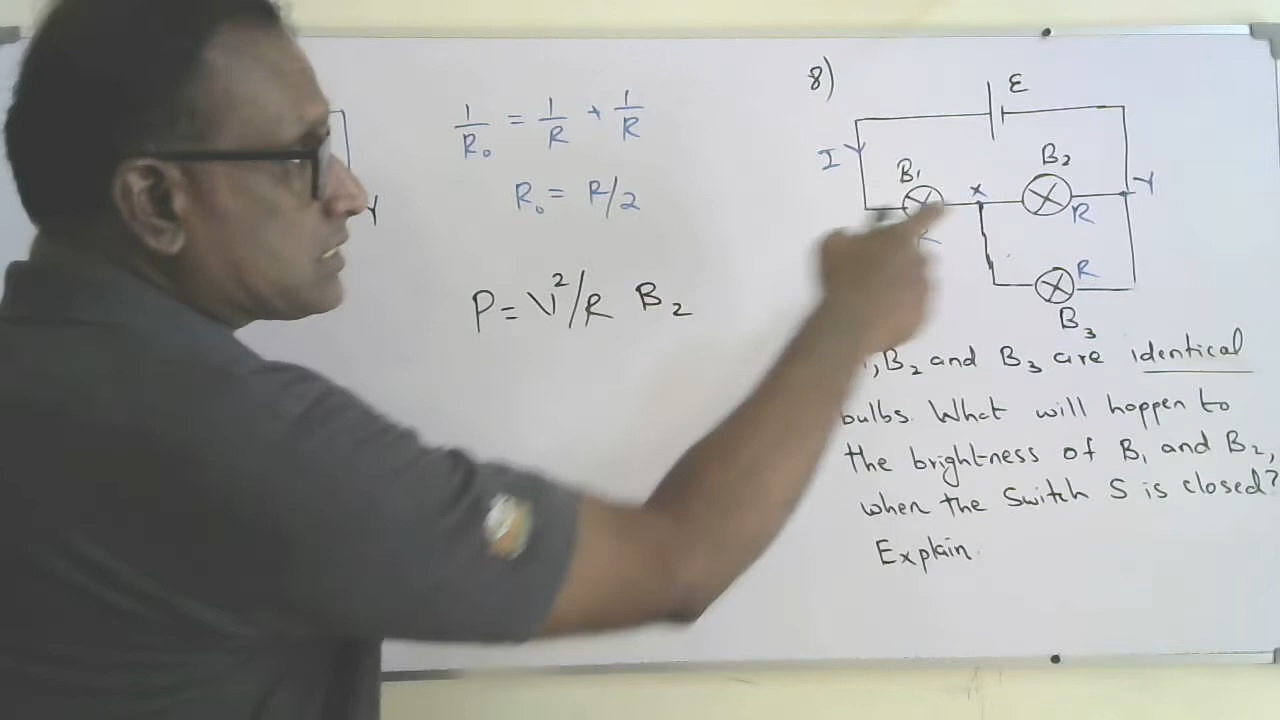 1/R₀ = 1/R + 1/R
R₀ = R/2
P = V²/R B₂
Y
8)
ε
I
B₁
R
X
B₂
R
Y
R
B₃
, B₂ and B₃ are identical
bulbs. What will happen to
the brightness of B₁ and B₂,
when the Switch S is closed?
Explain.